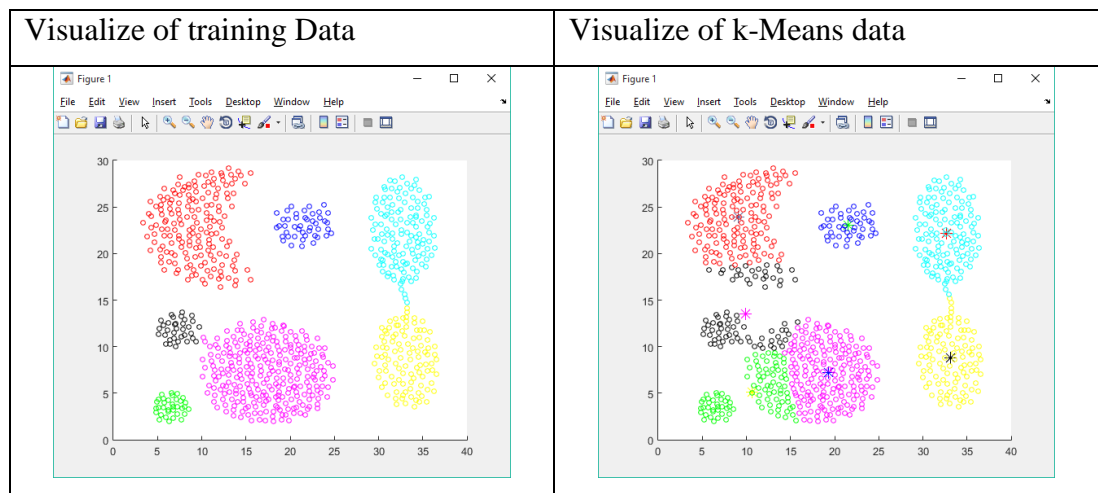 Visualize of training Data
Visualize of k-Means data
Figure 1
File Edit View Insert Tools Desktop Window Help
30
25
20
15
10
5
0
0 5 10 15 20 25 30 35 40
Figure 1
File Edit View Insert Tools Desktop Window Help
30
25
20
15
10
5
0
0 5 10 15 20 25 30 35 40